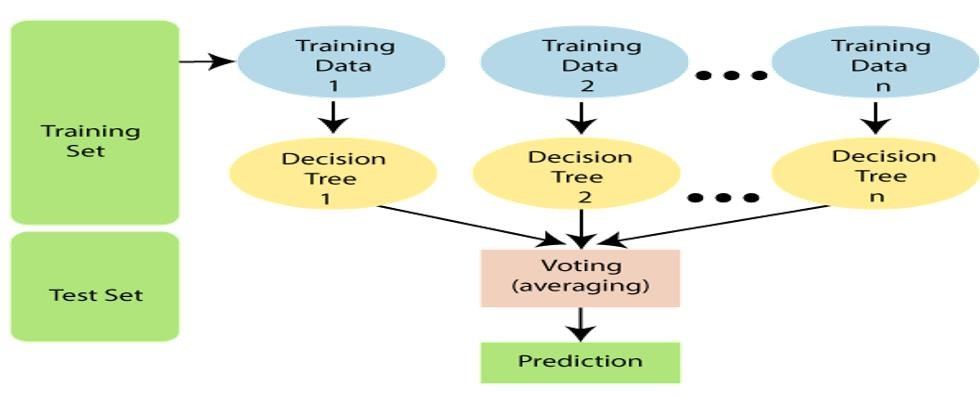 Training
Set
Test Set
Training
Data
1
Training
Data
2
Training
Data
n
Decision
Tree
1
Decision
Tree
2
Decision
Tree
n
Voting
(averaging)
Prediction